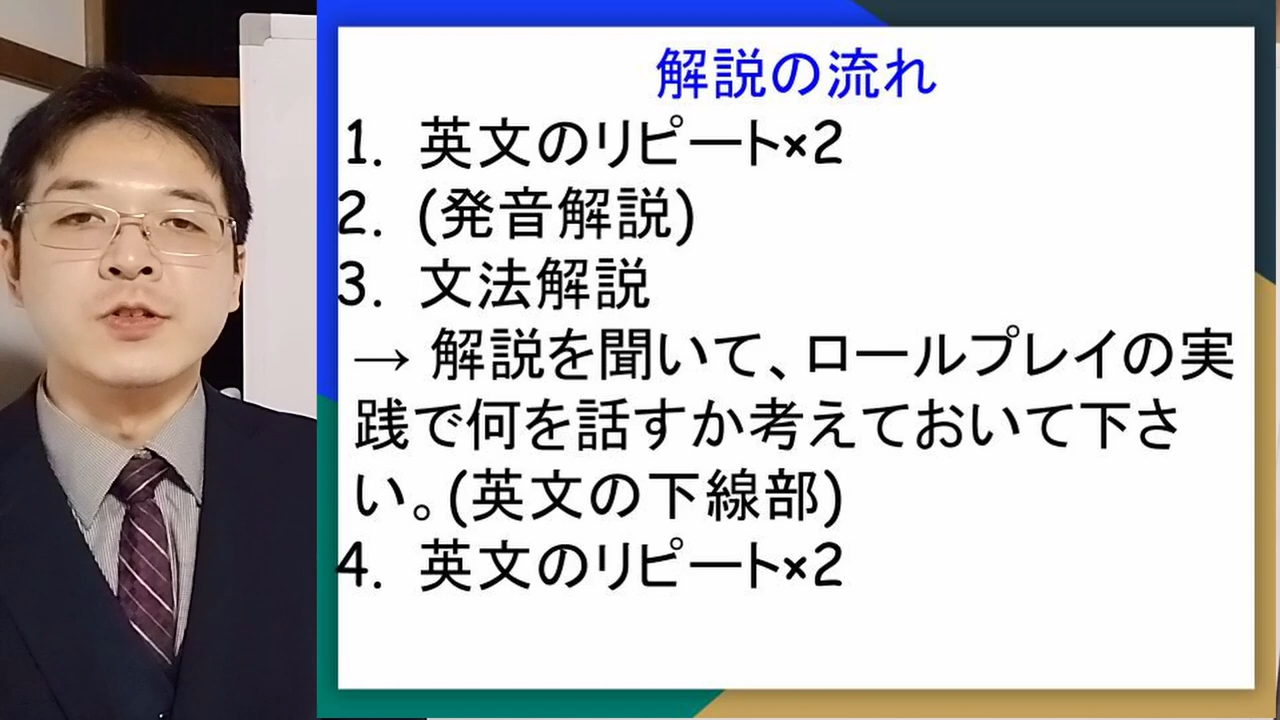 解説の流れ
1. 英文のリピート×2
2. (発音解説)
3. 文法解説
→ 解説を聞いて、ロールプレイの実
践で何を話すか考えておいて下さ
い。(英文の下線部)
4. 英文のリピート×2